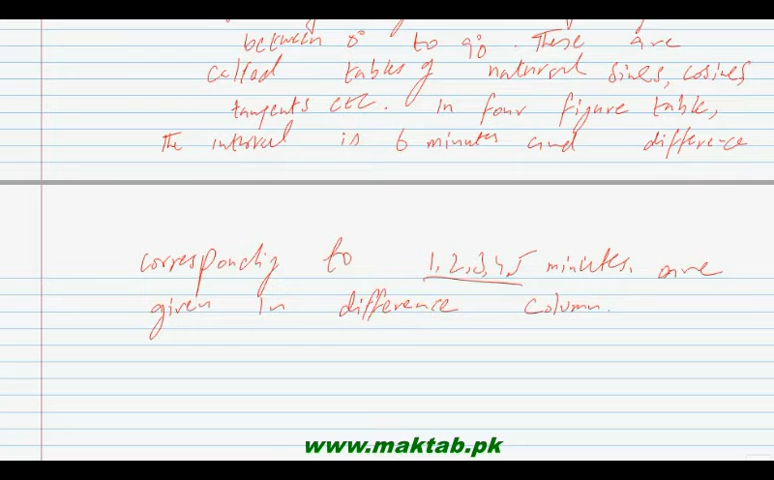 between 0° to 90°. These are
called tables of natural sines, cosines
tangents etc. In four figure table,
The interval is 6 minutes and difference
corresponding to 1,2,3,4,5 minutes. are
given in difference column.
www.maktab.pk